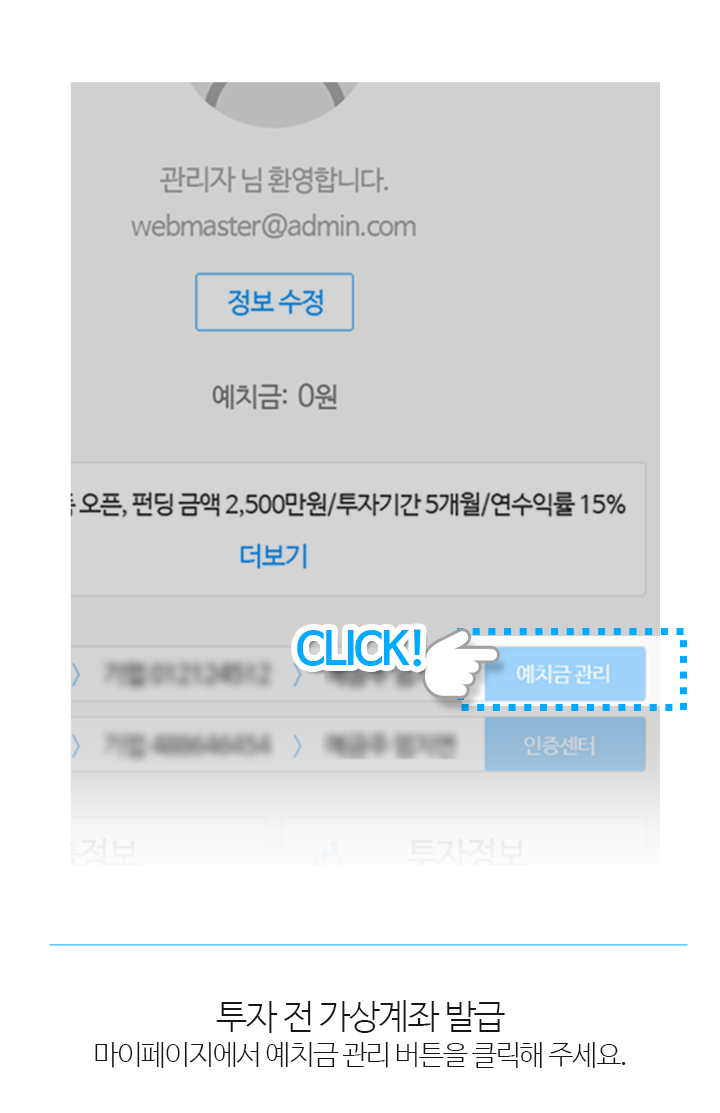 관리자 님 환영합니다.
webmaster@admin.com
정보 수정
예치금: 0원
오픈, 펀딩 금액 2,500만원/투자기간 5개월/연수익률 15%
더보기
CLICK!
〉 〉 예치금 관리
〉 〉 인증센터
정보 투자정보
투자 전 가상계좌 발급
마이페이지에서 예치금 관리 버튼을 클릭해 주세요.